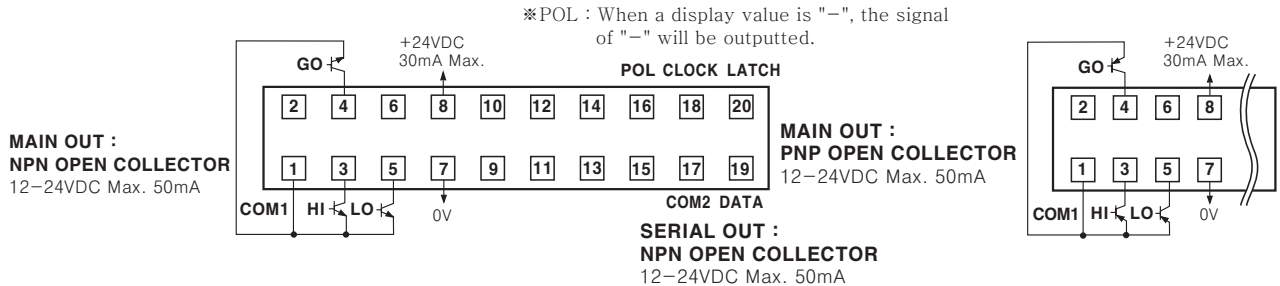 ※POL : When a display value is "−", the signal
of "−" will be outputted.
GO
+24VDC
30mA Max.
POL CLOCK LATCH
2 4 6 8 10 12 14 16 18 20
MAIN OUT :
NPN OPEN COLLECTOR
12−24VDC Max. 50mA
1 3 5 7 9 11 13 15 17 19
COM1 HI LO 0V
COM2 DATA
SERIAL OUT :
NPN OPEN COLLECTOR
12−24VDC Max. 50mA
GO
+24VDC
30mA Max.
2 4 6 8
MAIN OUT :
PNP OPEN COLLECTOR
12−24VDC Max. 50mA
1 3 5 7
COM1 HI LO 0V